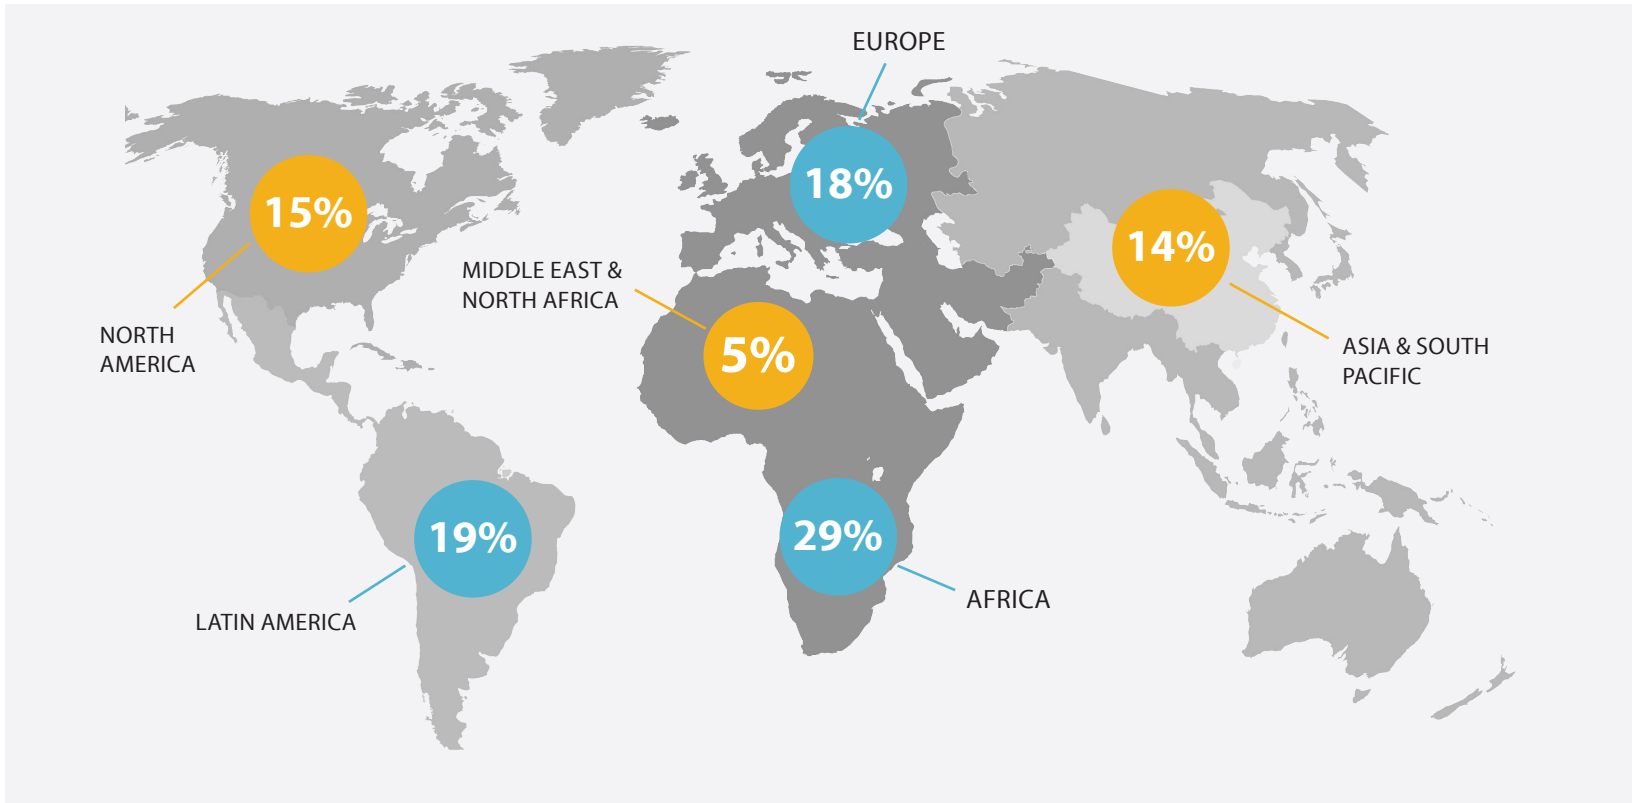 EUROPE
18%
15%
14%
MIDDLE EAST &
NORTH AFRICA
5%
NORTH
AMERICA
ASIA & SOUTH
PACIFIC
19%
29%
AFRICA
LATIN AMERICA